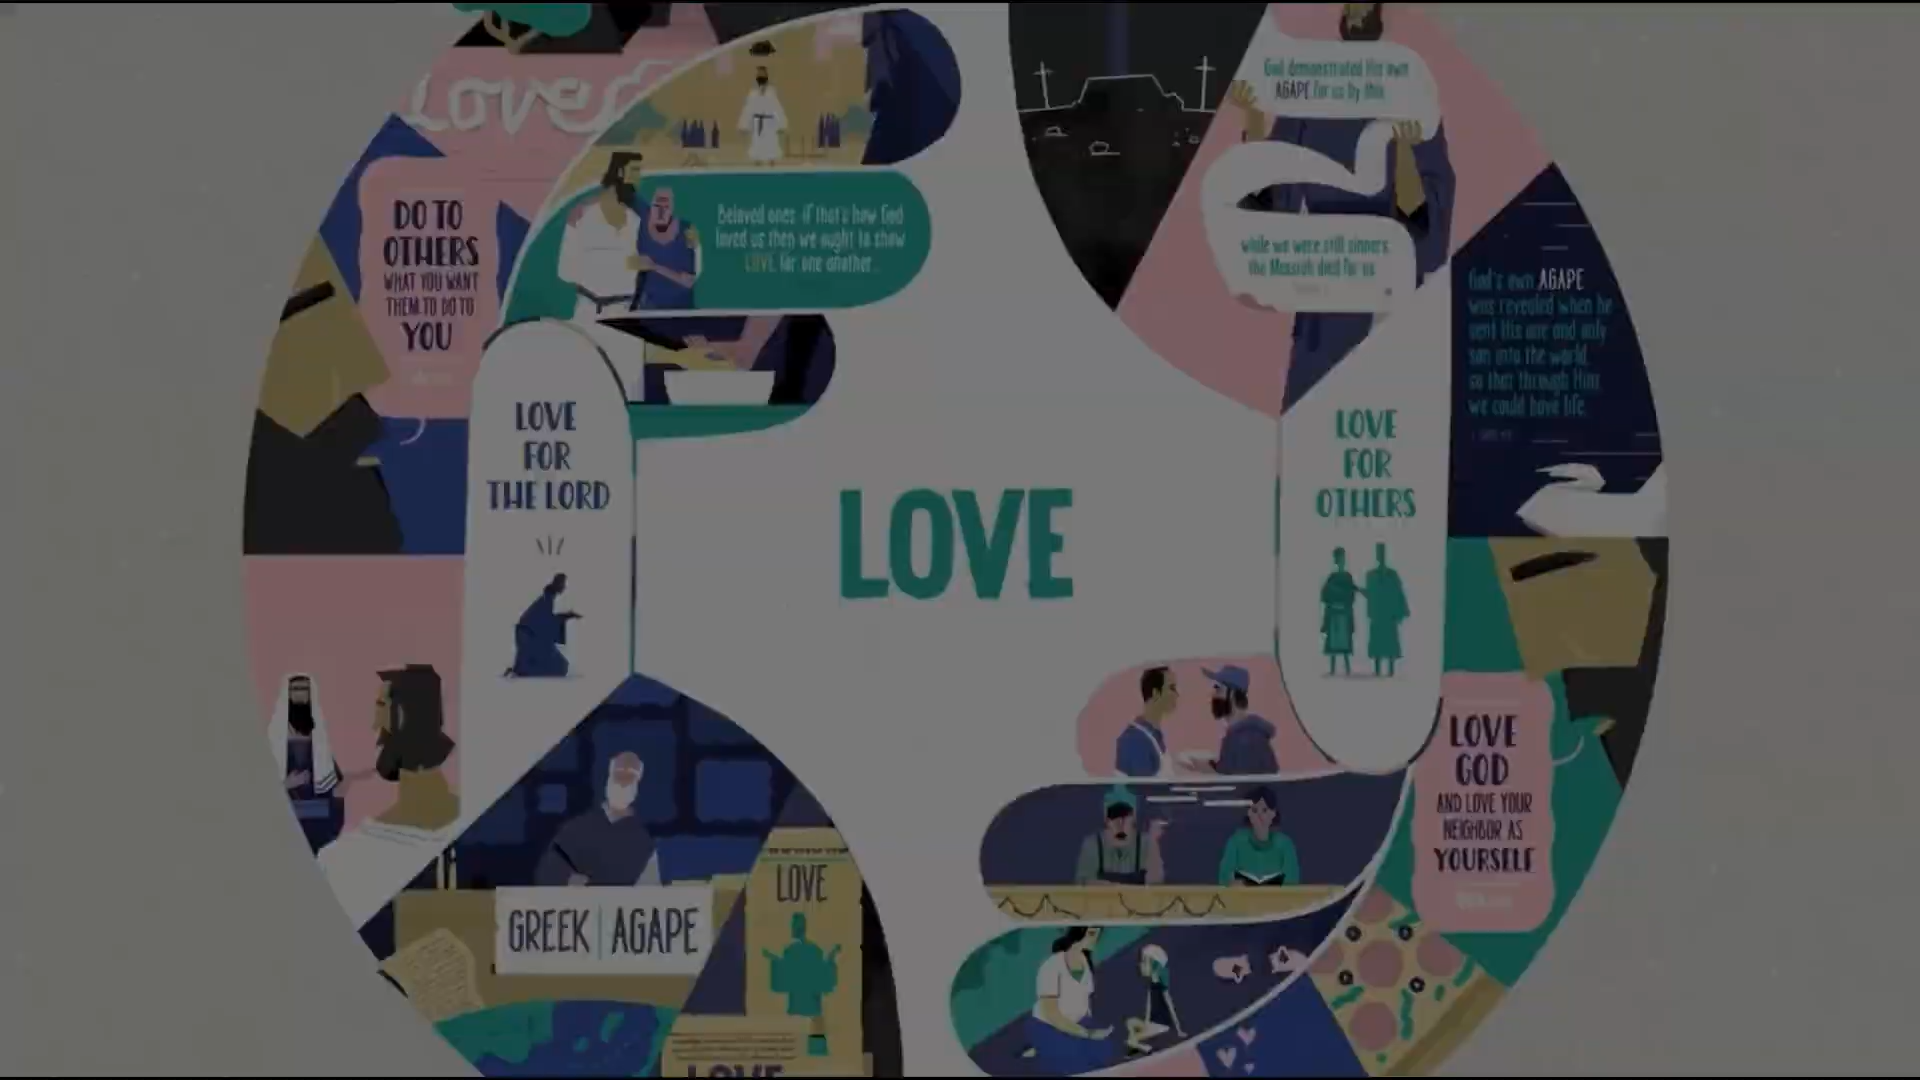 Love
DO TO
OTHERS
WHAT YOU WANT
THEM TO DO TO
YOU
Beloved ones, if that's how God
loved us then we ought to show
LOVE for one another...
God demonstrated His own
AGAPE for us by this
while we were still sinners,
the Messiah died for us
God's own AGAPE
was revealed when he
sent His one and only
son into the world,
so that through Him
we could have life.
LOVE
FOR
THE LORD
LOVE
LOVE
FOR
OTHERS
LOVE
GOD
AND LOVE YOUR
NEIGHBOR AS
YOURSELF
GREEK | AGAPE
LOVE
LOVE